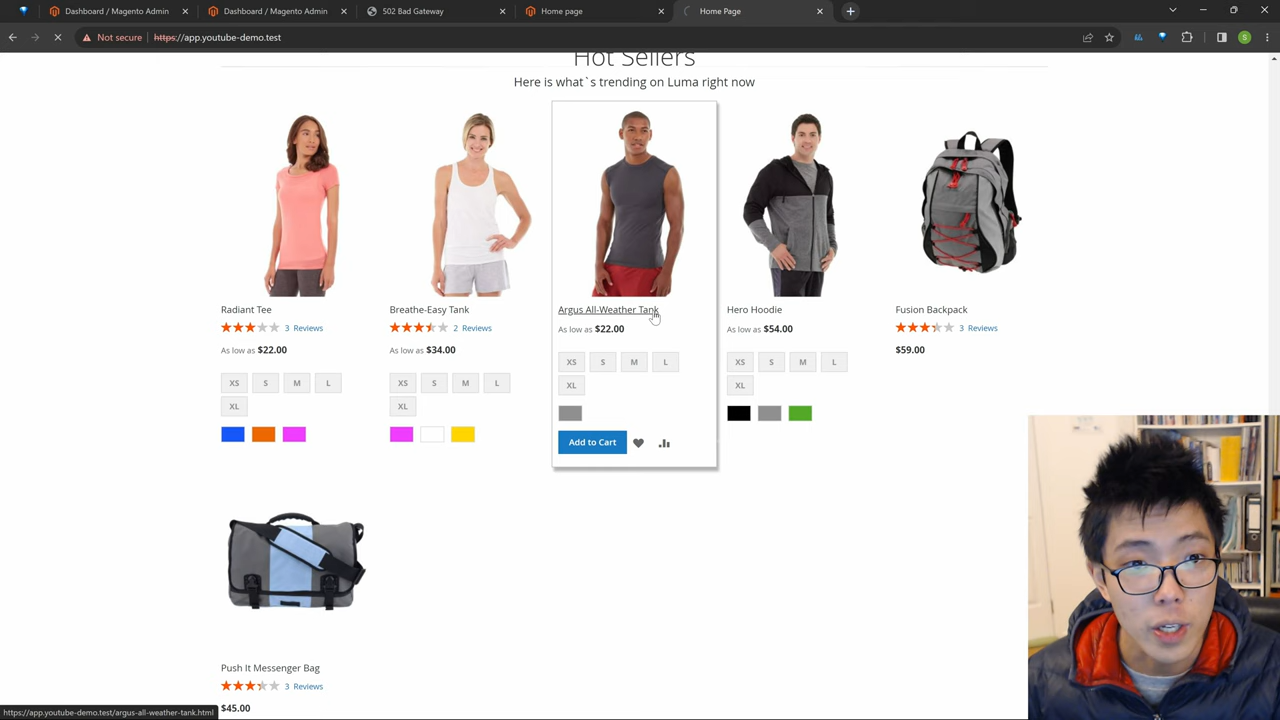 Dashboard / Magento Admin
Dashboard / Magento Admin
502 Bad Gateway
Home page
Home Page
Not secure
https://app.youtube-demo.test
S
Hot Sellers
Here is what`s trending on Luma right now
Radiant Tee
3 Reviews
As low as $22.00
XS S M L
XL
Breathe-Easy Tank
2 Reviews
As low as $34.00
XS S M L
XL
Argus All-Weather Tank
As low as $22.00
XS S M L
XL
Add to Cart
Hero Hoodie
As low as $54.00
XS S M L
XL
Fusion Backpack
3 Reviews
$59.00
Push It Messenger Bag
3 Reviews
$45.00
https://app.youtube-demo.test/argus-all-weather-tank.html